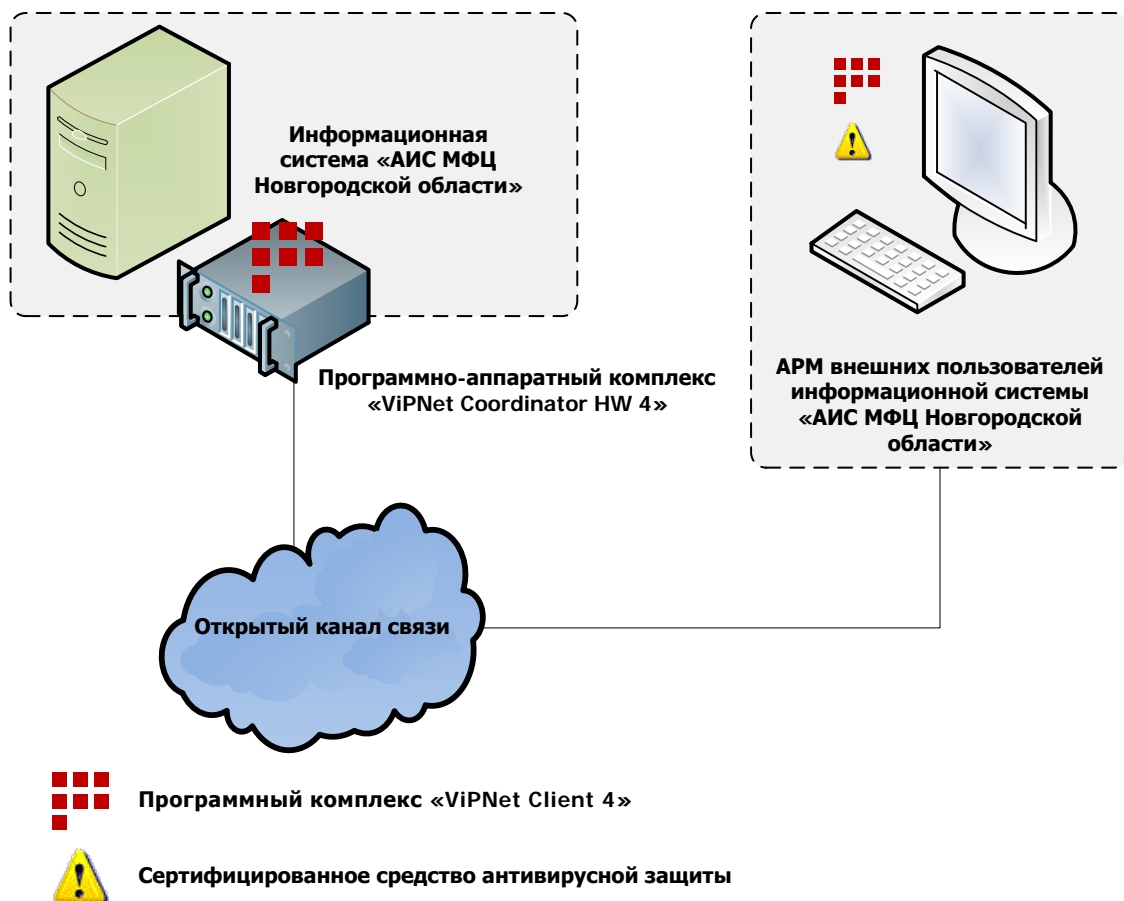 Информационная
система «АИС МФЦ
Новгородской области»
Программно-аппаратный комплекс
«ViPNet Coordinator HW 4»
АРМ внешних пользователей
информационной системы
«АИС МФЦ Новгородской
области»
Открытый канал связи
Программный комплекс «ViPNet Client 4»
Сертифицированное средство антивирусной защиты